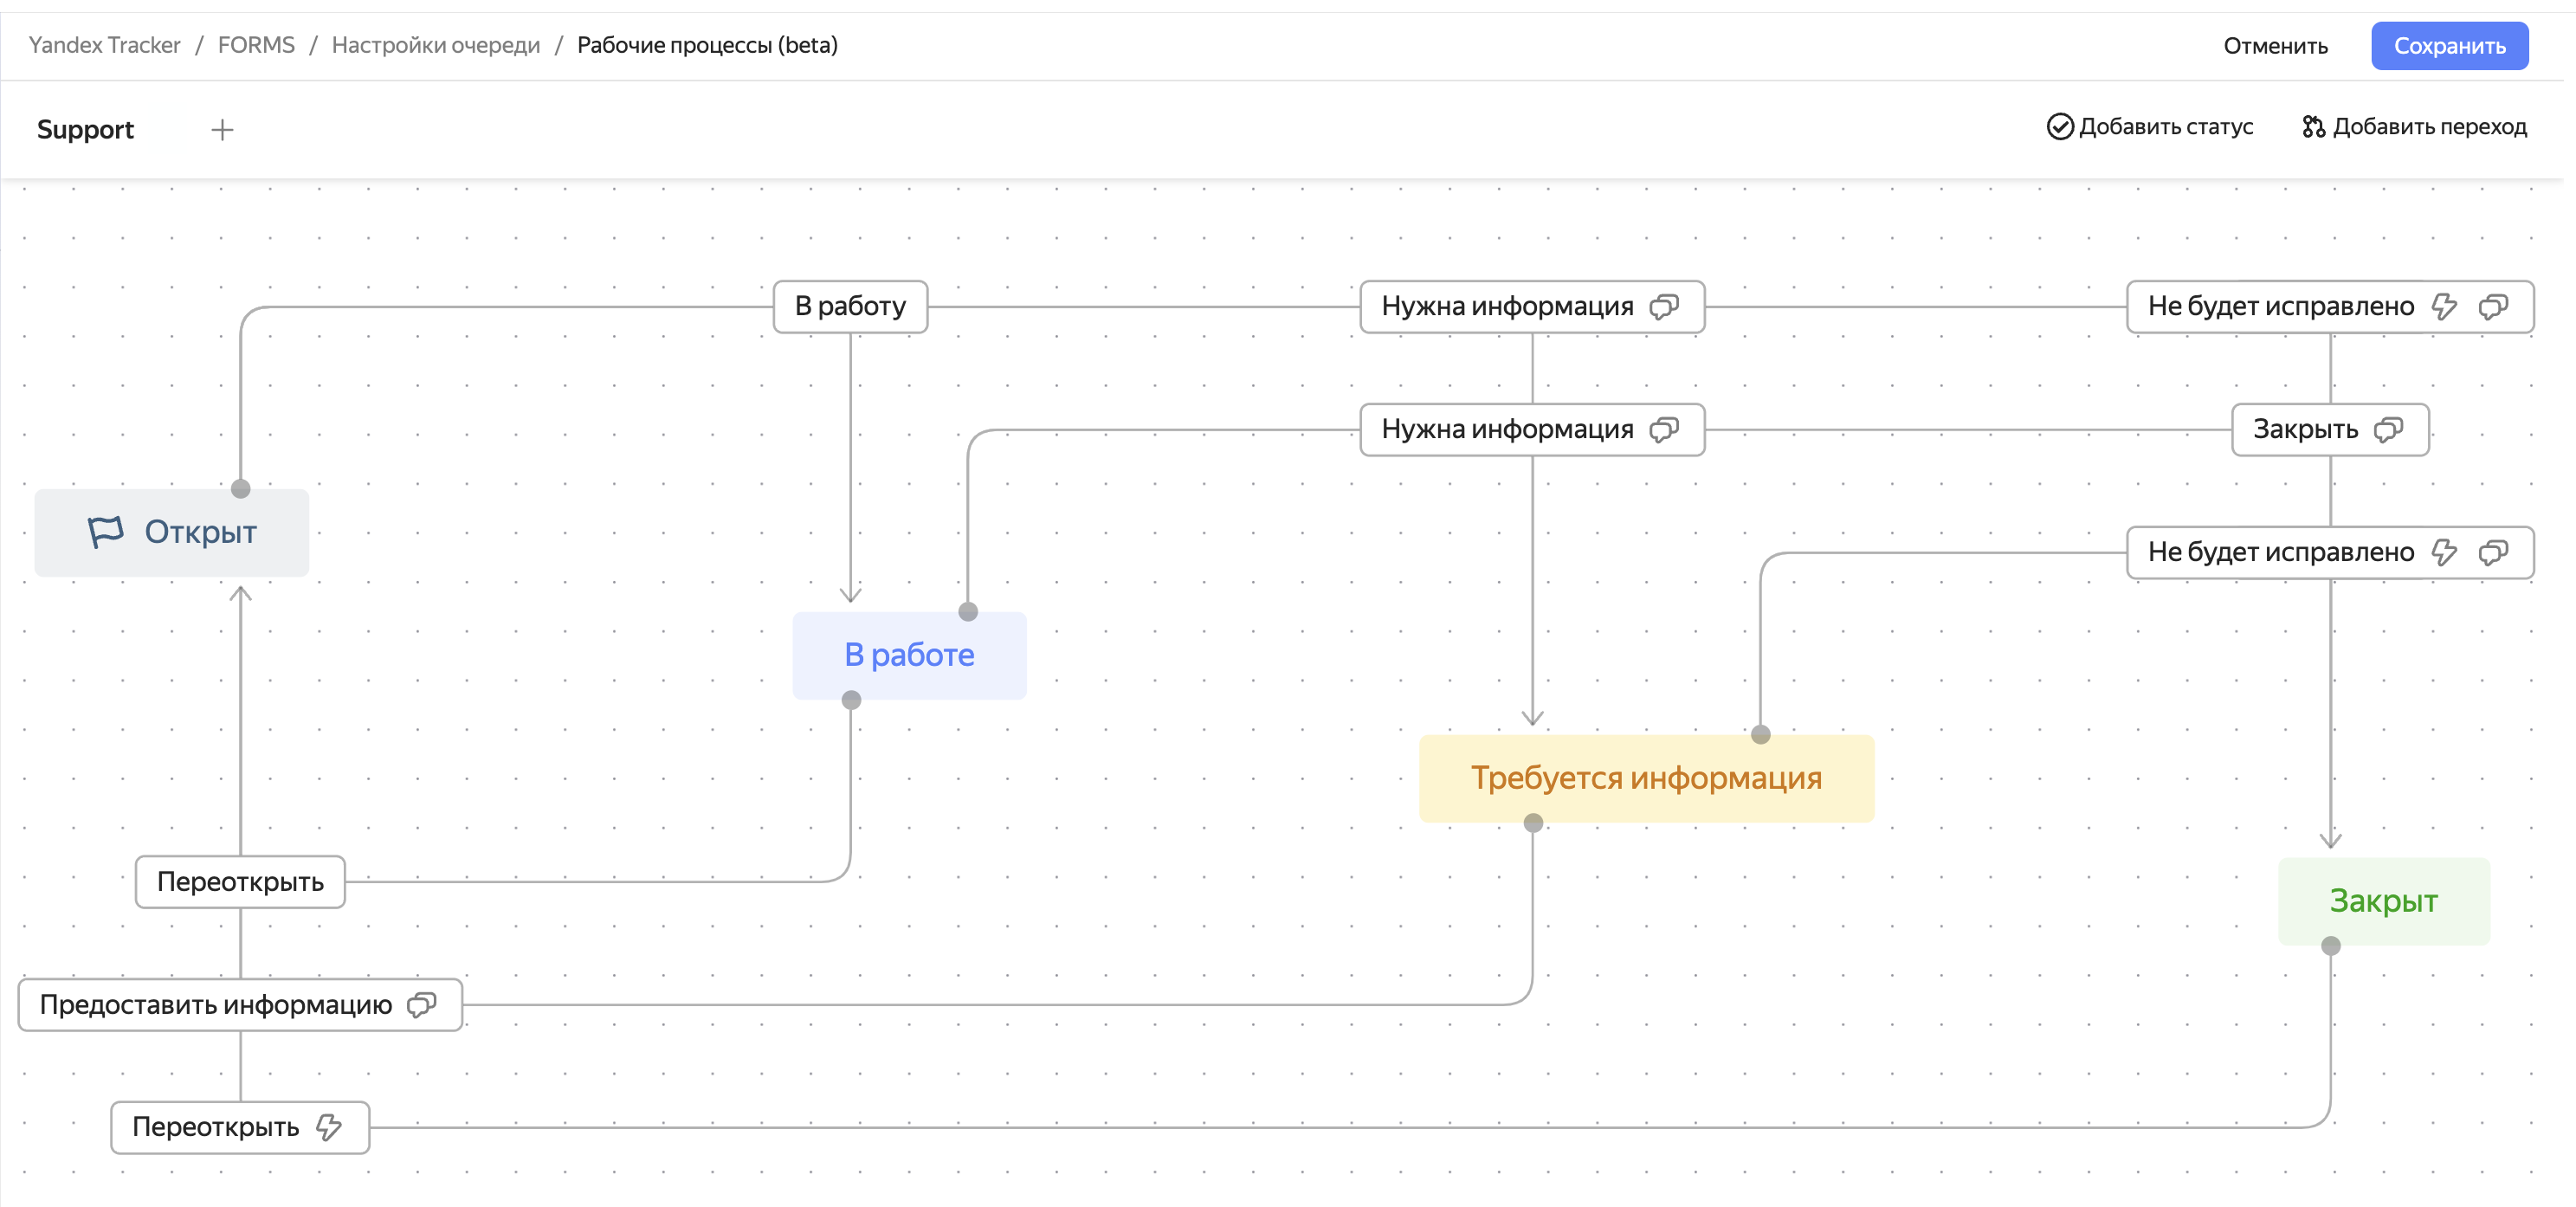 Yandex Tracker / FORMS / Настройки очереди / Рабочие процессы (beta)
Отменить
Сохранить
Support
Добавить статус
Добавить переход
В работу
Нужна информация
Не будет исправлено
Нужна информация
Закрыть
Открыт
Не будет исправлено
В работе
Требуется информация
Переоткрыть
Закрыт
Предоставить информацию
Переоткрыть